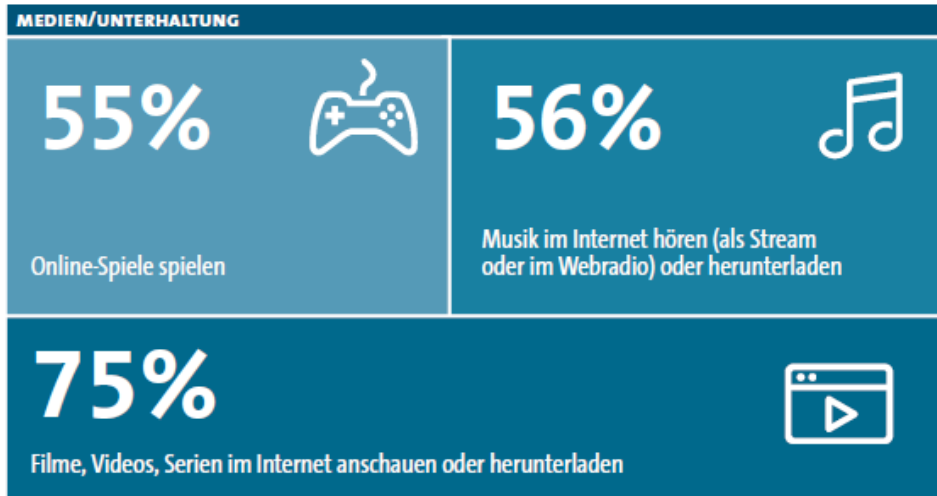 MEDIEN/UNTERHALTUNG
55%
Online-Spiele spielen
56%
Musik im Internet hören (als Stream
oder im Webradio) oder herunterladen
75%
Filme, Videos, Serien im Internet anschauen oder herunterladen